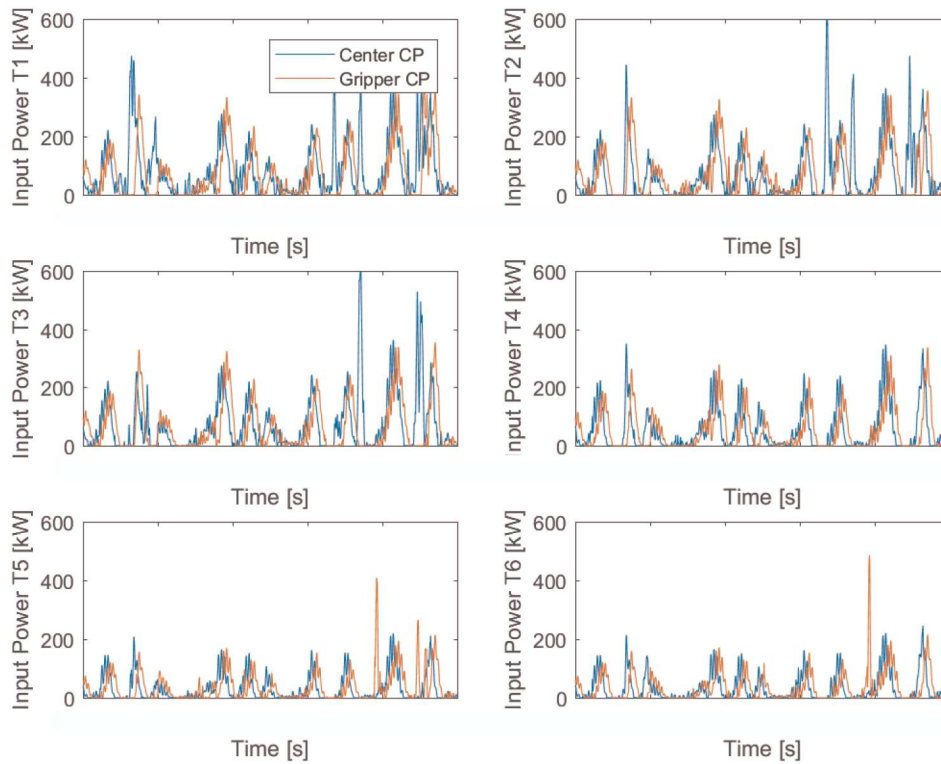 600
400
200
0
Input Power T1 [kW]
Center CP
Gripper CP
Time [s]
600
400
200
0
Input Power T2 [kW]
Time [s]
600
400
200
0
Input Power T3 [kW]
Time [s]
600
400
200
0
Input Power T4 [kW]
Time [s]
600
400
200
0
Input Power T5 [kW]
Time [s]
600
400
200
0
Input Power T6 [kW]
Time [s]